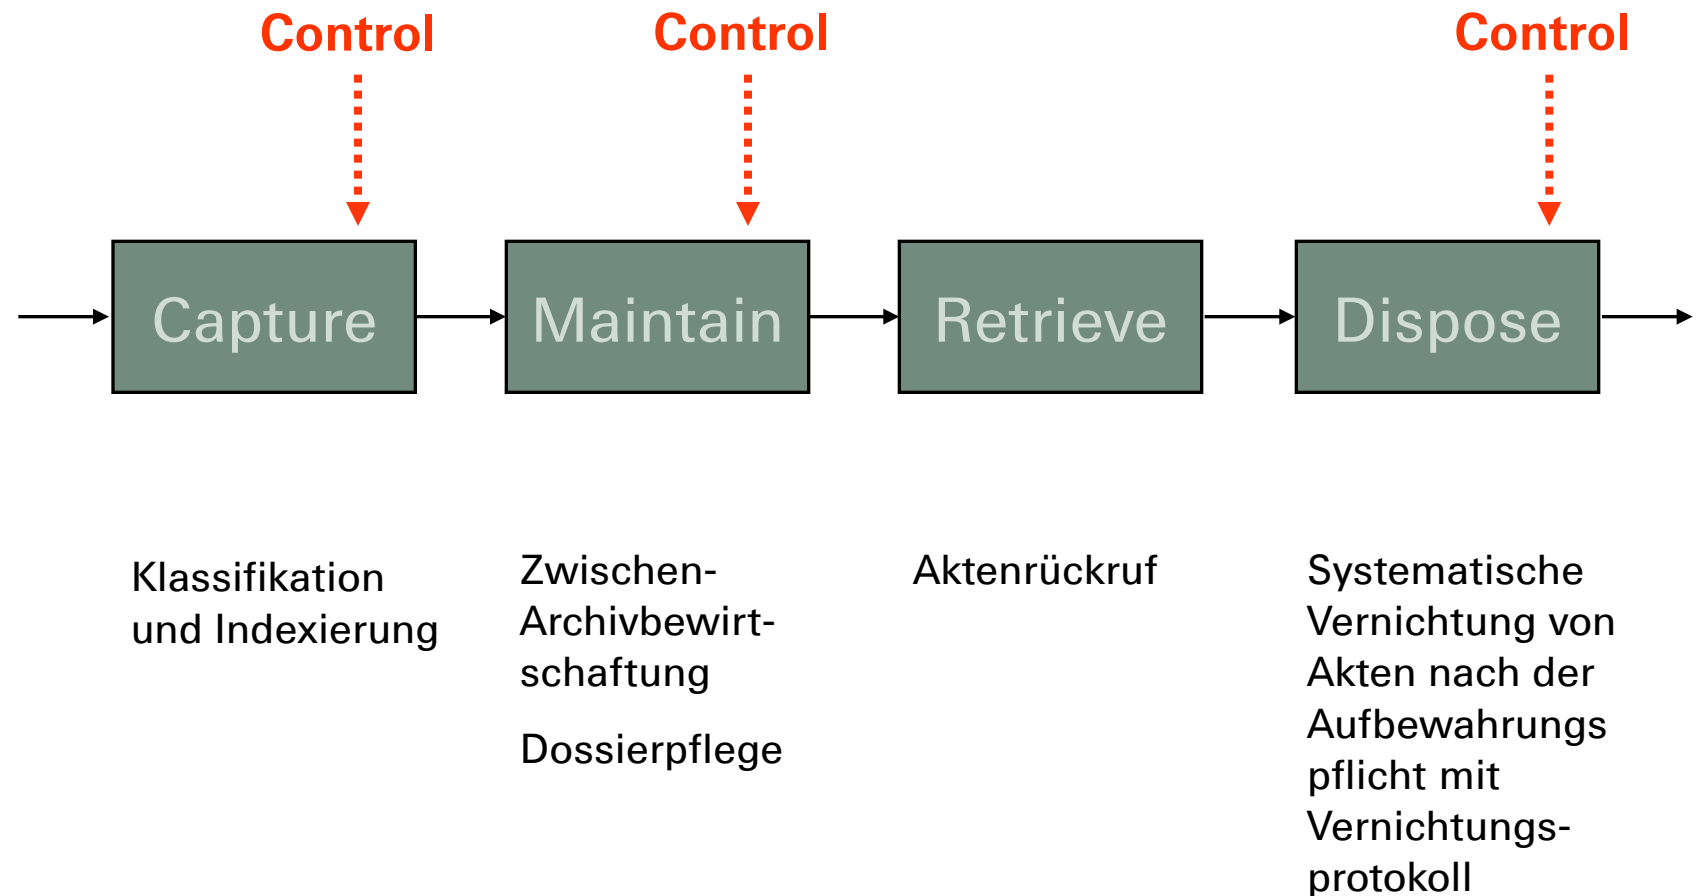 Control
Control
Control
Capture
Maintain
Retrieve
Dispose
Klassifikation
und Indexierung
Zwischen-
Archivbewirt-
schaftung
Dossierpflege
Aktenrückruf
Systematische
Vernichtung von
Akten nach der
Aufbewahrungs
pflicht mit
Vernichtungs-
protokoll